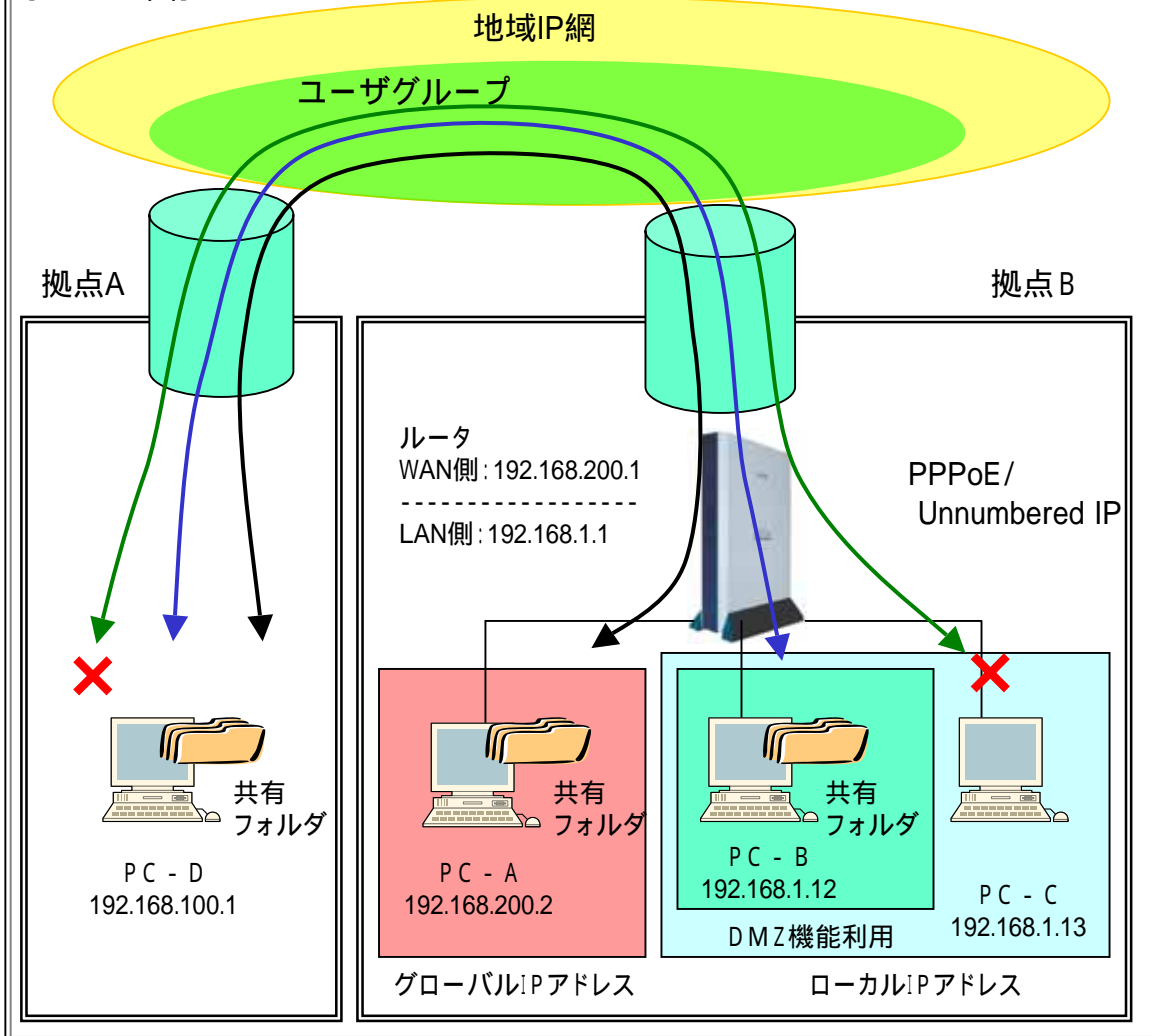 地域IP網
ユーザグループ
拠点A
拠点B
ルータ
WAN側:192.168.200.1
------------------
LAN側:192.168.1.1
PPPoE/
Unnumbered IP
共有
フォルダ
PC-D
192.168.100.1
共有
フォルダ
PC-A
192.168.200.2
共有
フォルダ
PC-B
192.168.1.12
PC-C
192.168.1.13
DMZ機能利用
グローバルIPアドレス
ローカルIPアドレス